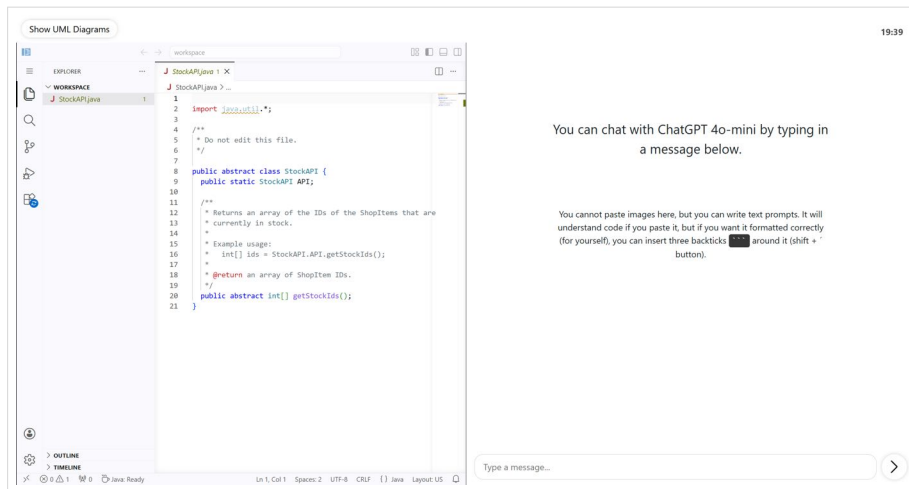 Show UML Diagrams
19:39
workspace
EXPLORER
WORKSPACE
J StockAPI.java 1
OUTLINE
TIMELINE
J StockAPI.java 1
J StockAPI.java > ...
1
2 import java.util.*;
3
4 /**
5  * Do not edit this file.
6  */
7
8 public abstract class StockAPI {
9   public static StockAPI API;
10
11   /**
12    * Returns an array of the IDs of the ShopItems that are
13    * currently in stock.
14    *
15    * Example usage:
16    *   int[] ids = StockAPI.API.getStockIds();
17    *
18    * @return an array of ShopItem IDs.
19    */
20   public abstract int[] getStockIds();
21 }
0 1 0 Java: Ready
Ln 1, Col 1 Spaces: 2 UTF-8 CRLF { } Java Layout: US
You can chat with ChatGPT 4o-mini by typing in
a message below.
You cannot paste images here, but you can write text prompts. It will
understand code if you paste it, but if you want it formatted correctly
(for yourself), you can insert three backticks ``` around it (shift + ´
button).
Type a message...